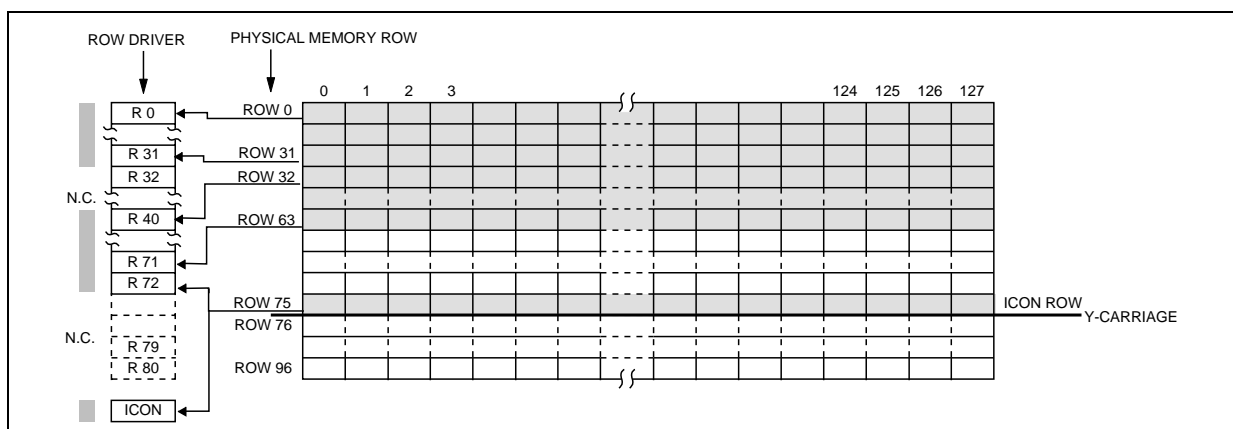 ROW DRIVER
PHYSICAL MEMORY ROW
0 1 2 3 124 125 126 127
R 0 ROW 0
R 31 ROW 31
R 32 ROW 32
N.C.
R 40 ROW 63
R 71
R 72
ROW 75 ICON ROW
ROW 76 Y-CARRIAGE
N.C.
R 79
R 80 ROW 96
ICON